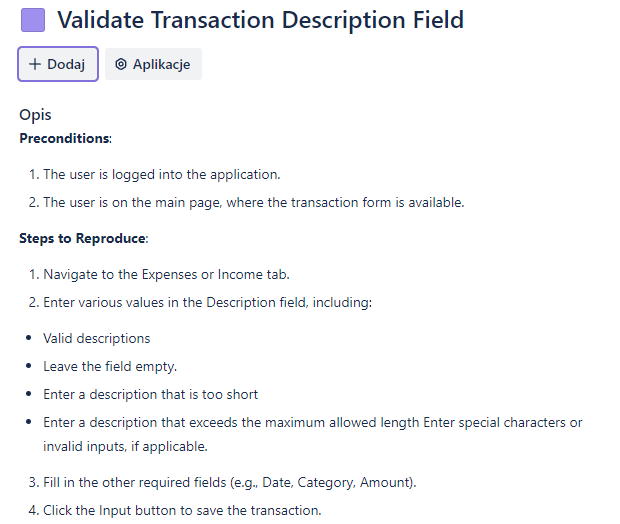 Validate Transaction Description Field
+ Dodaj
Aplikacje
Opis
Preconditions:
1. The user is logged into the application.
2. The user is on the main page, where the transaction form is available.
Steps to Reproduce:
1. Navigate to the Expenses or Income tab.
2. Enter various values in the Description field, including:
• Valid descriptions
• Leave the field empty.
• Enter a description that is too short
• Enter a description that exceeds the maximum allowed length Enter special characters or
invalid inputs, if applicable.
3. Fill in the other required fields (e.g., Date, Category, Amount).
4. Click the Input button to save the transaction.